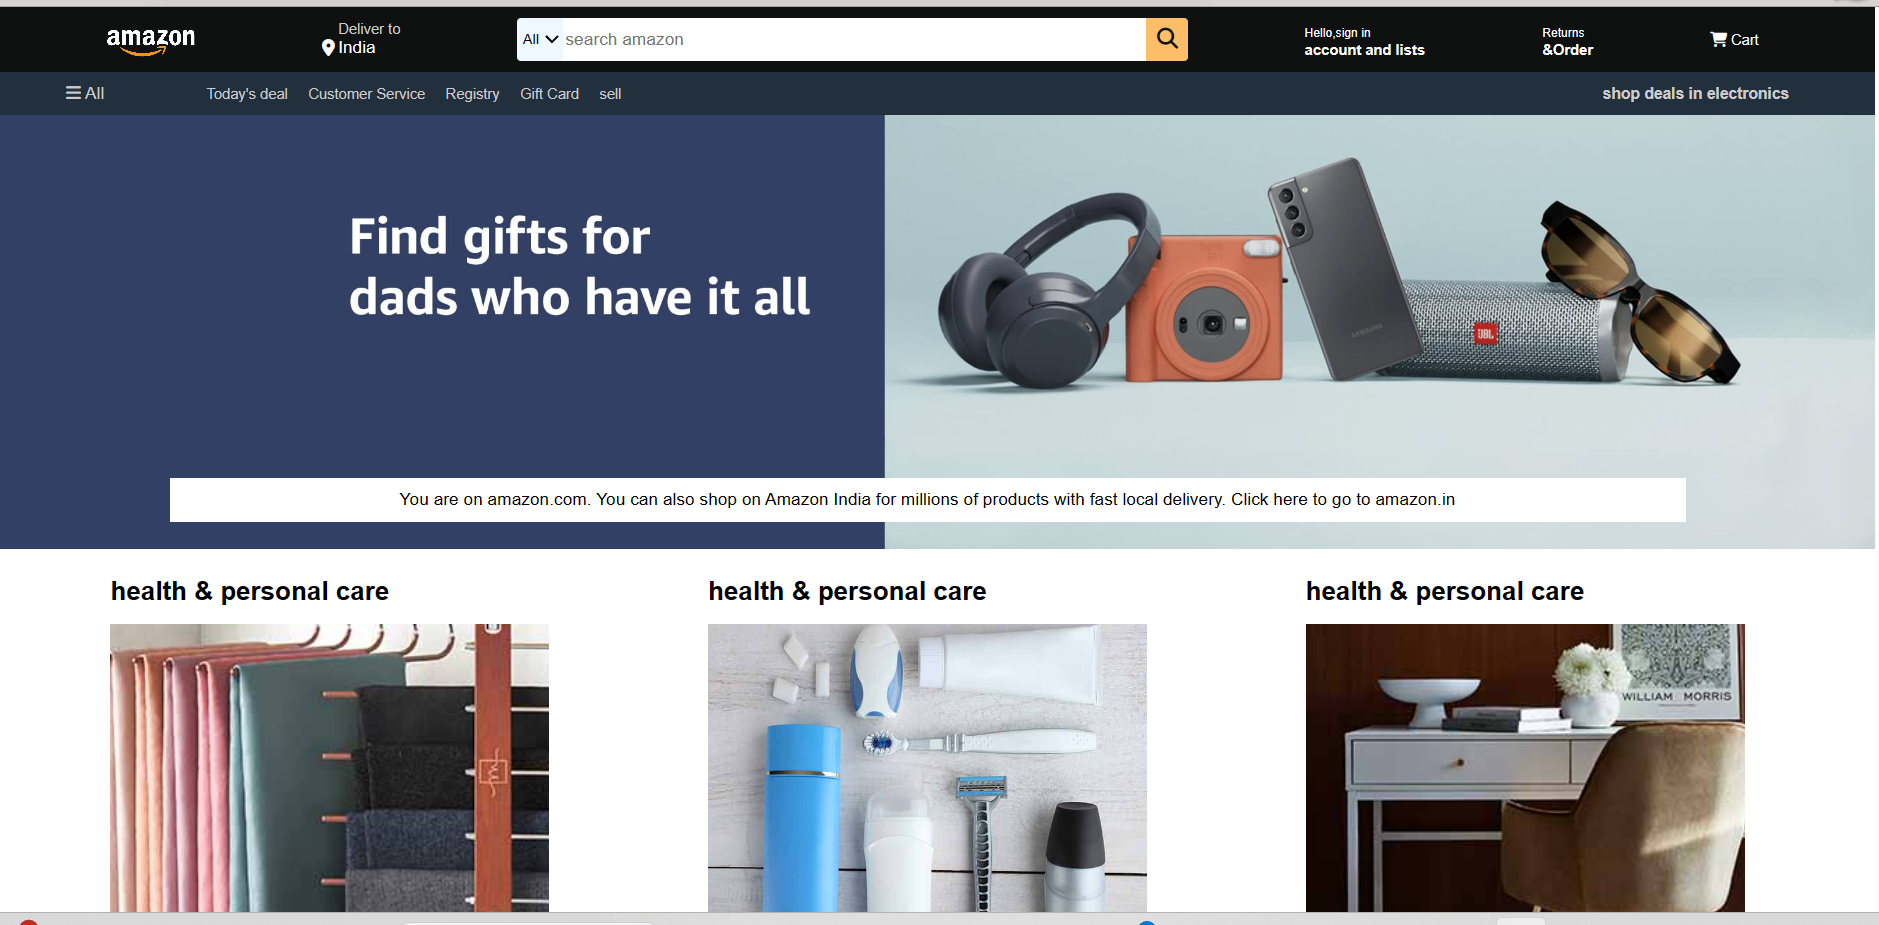 amazon
Deliver to
India
All
search amazon
Hello,sign in
account and lists
Returns
&Order
Cart
All
Today's deal
Customer Service
Registry
Gift Card
sell
shop deals in electronics
Find gifts for
dads who have it all
SAMSUNG
JBL
You are on amazon.com. You can also shop on Amazon India for millions of products with fast local delivery. Click here to go to amazon.in
health & personal care
health & personal care
health & personal care
WILLIAM MORRIS